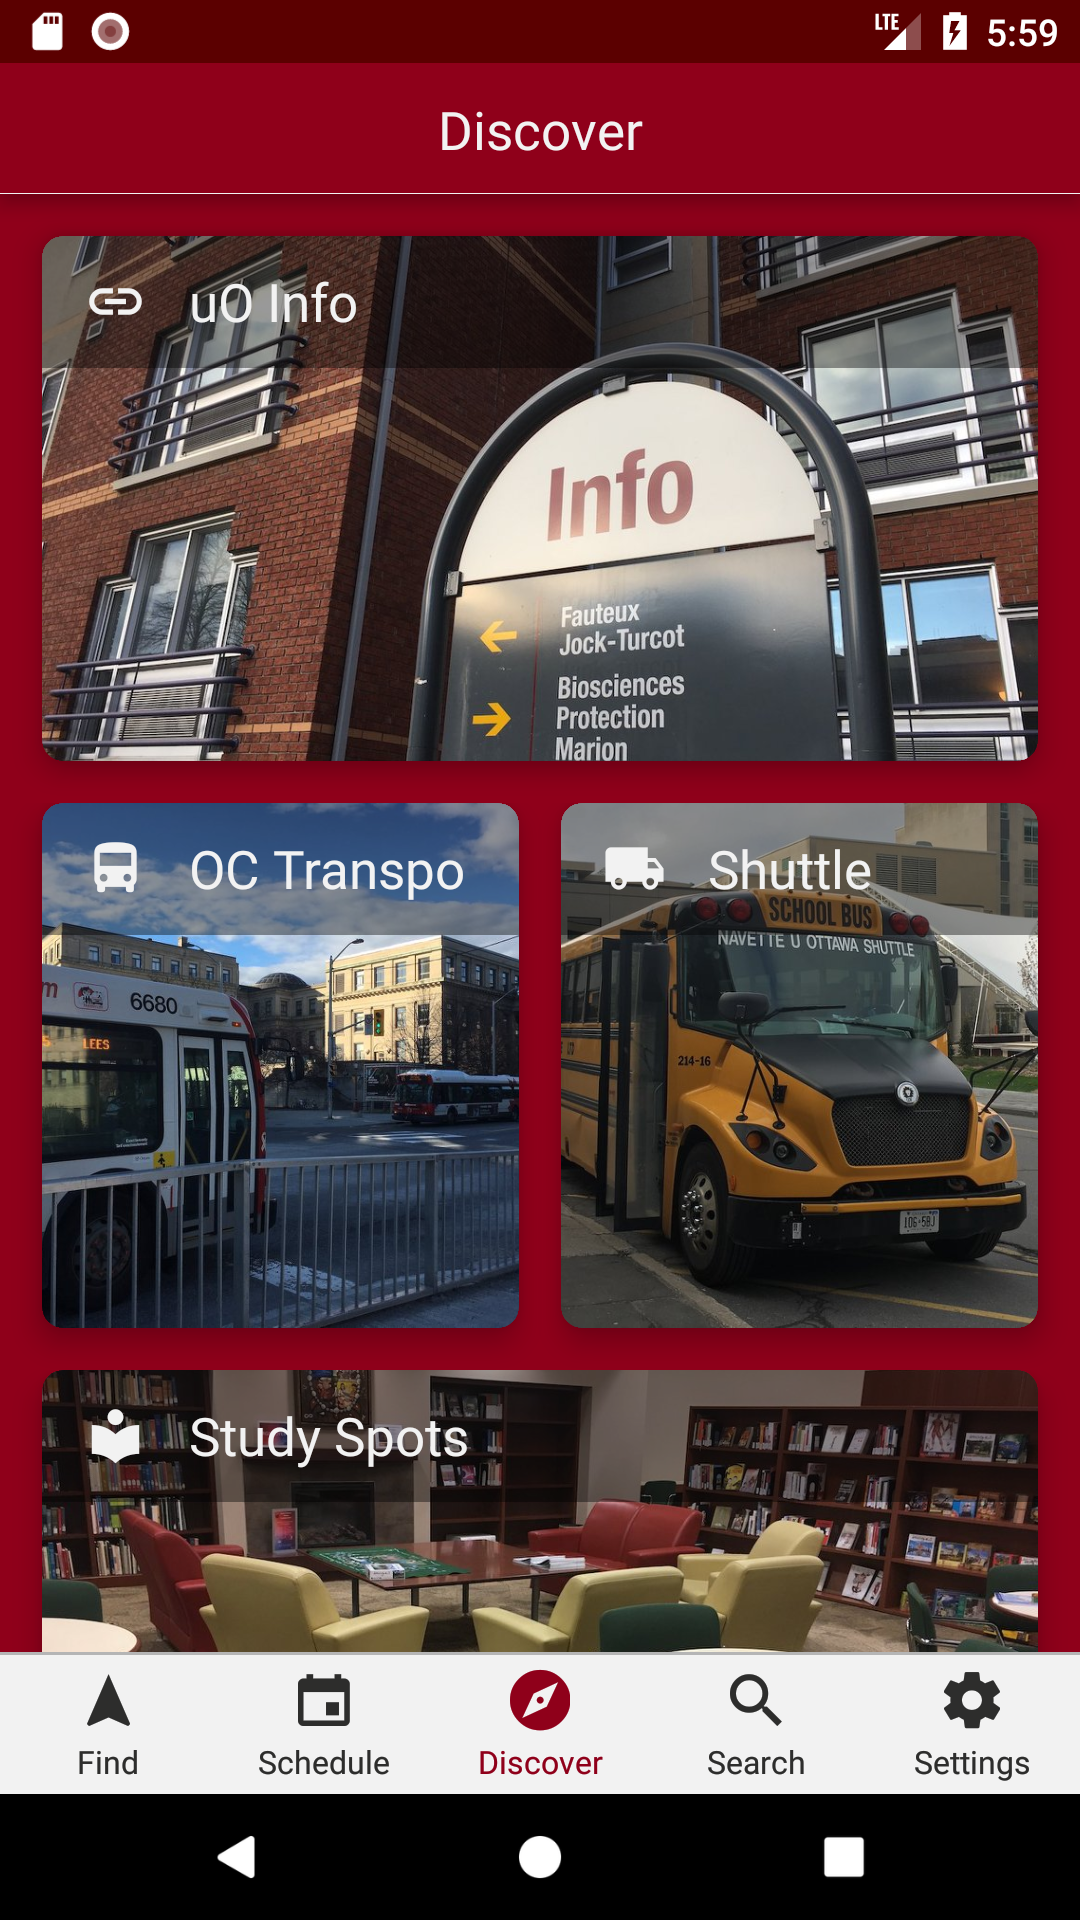 LTE 5:59
Discover
uO Info
Info
Fauteux
Jock-Turcot
Biosciences
Protection
Marion
OC Transpo
6680
LEES
Shuttle
SCHOOL BUS
NAVETTE U OTTAWA SHUTTLE
214-16
Study Spots
Find
Schedule
Discover
Search
Settings